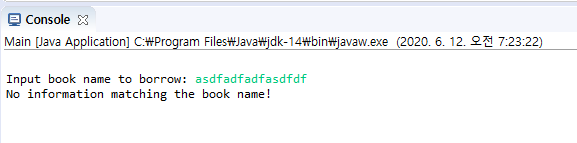 Console
Main [Java Application] C:₩Program Files₩Java₩jdk-14₩bin₩javaw.exe (2020. 6. 12. 오전 7:23:22)
Input book name to borrow: asdfadfadfasdfdf
No information matching the book name!